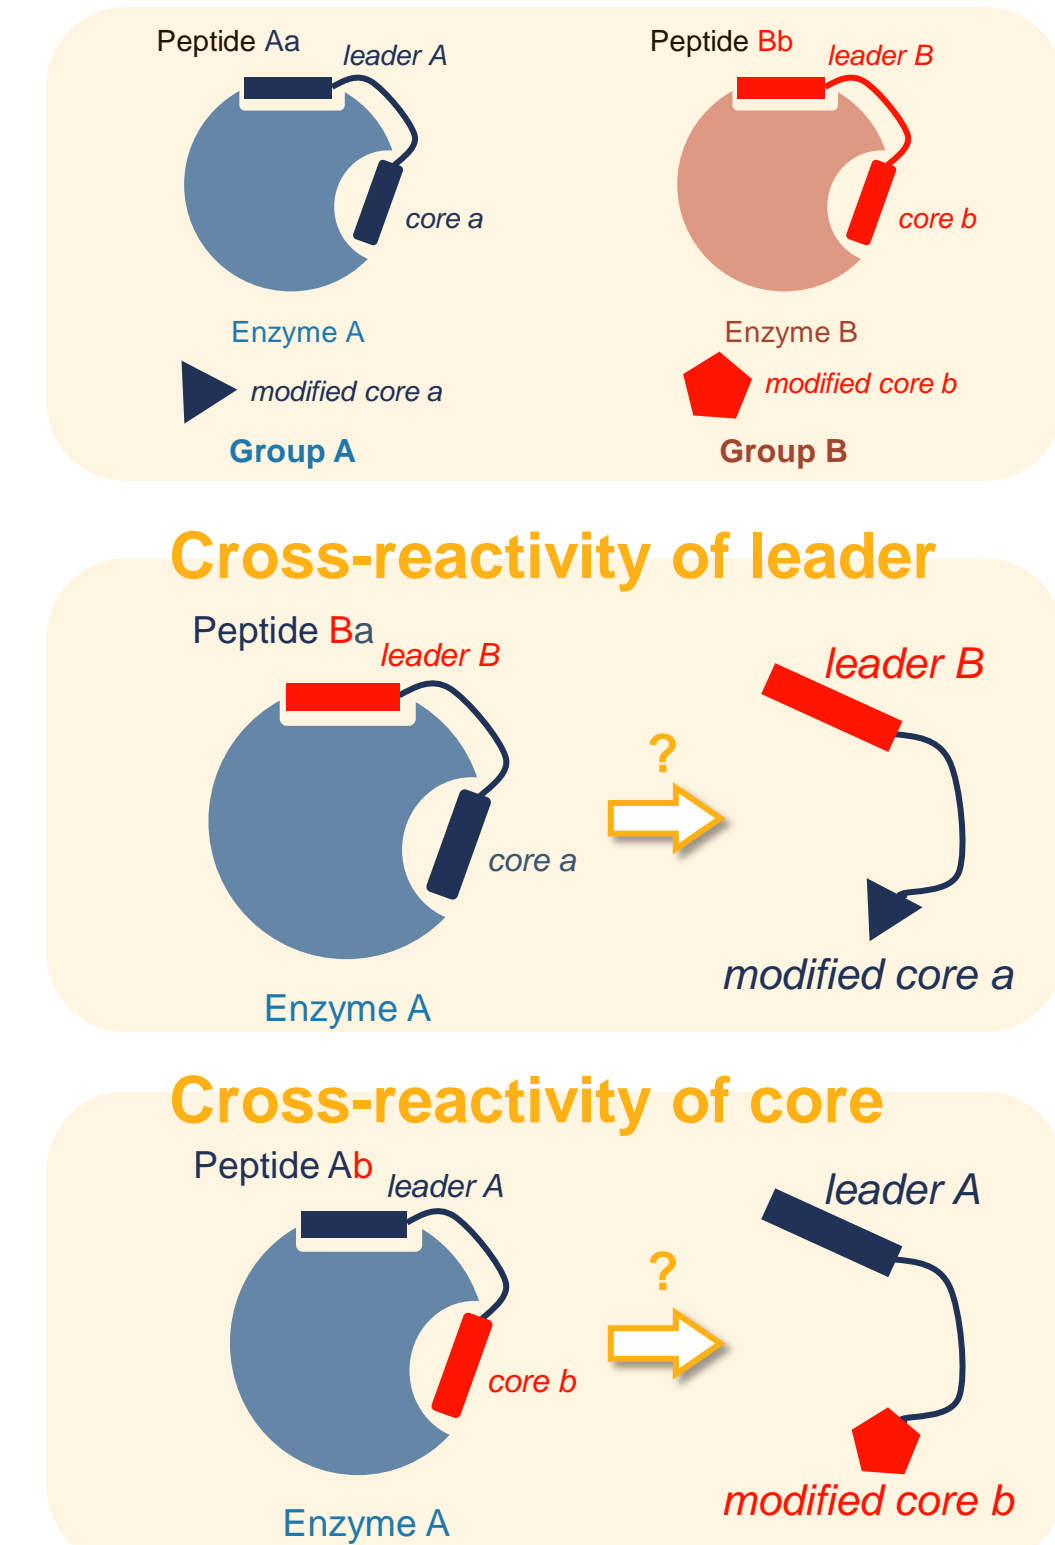 Peptide Aa
leader A
core a
Enzyme A
modified core a
Group A
Peptide Bb
leader B
core b
Enzyme B
modified core b
Group B
Cross-reactivity of leader
Peptide Ba
leader B
core a
Enzyme A
?
leader B
modified core a
Cross-reactivity of core
Peptide Ab
leader A
core b
Enzyme A
?
leader A
modified core b